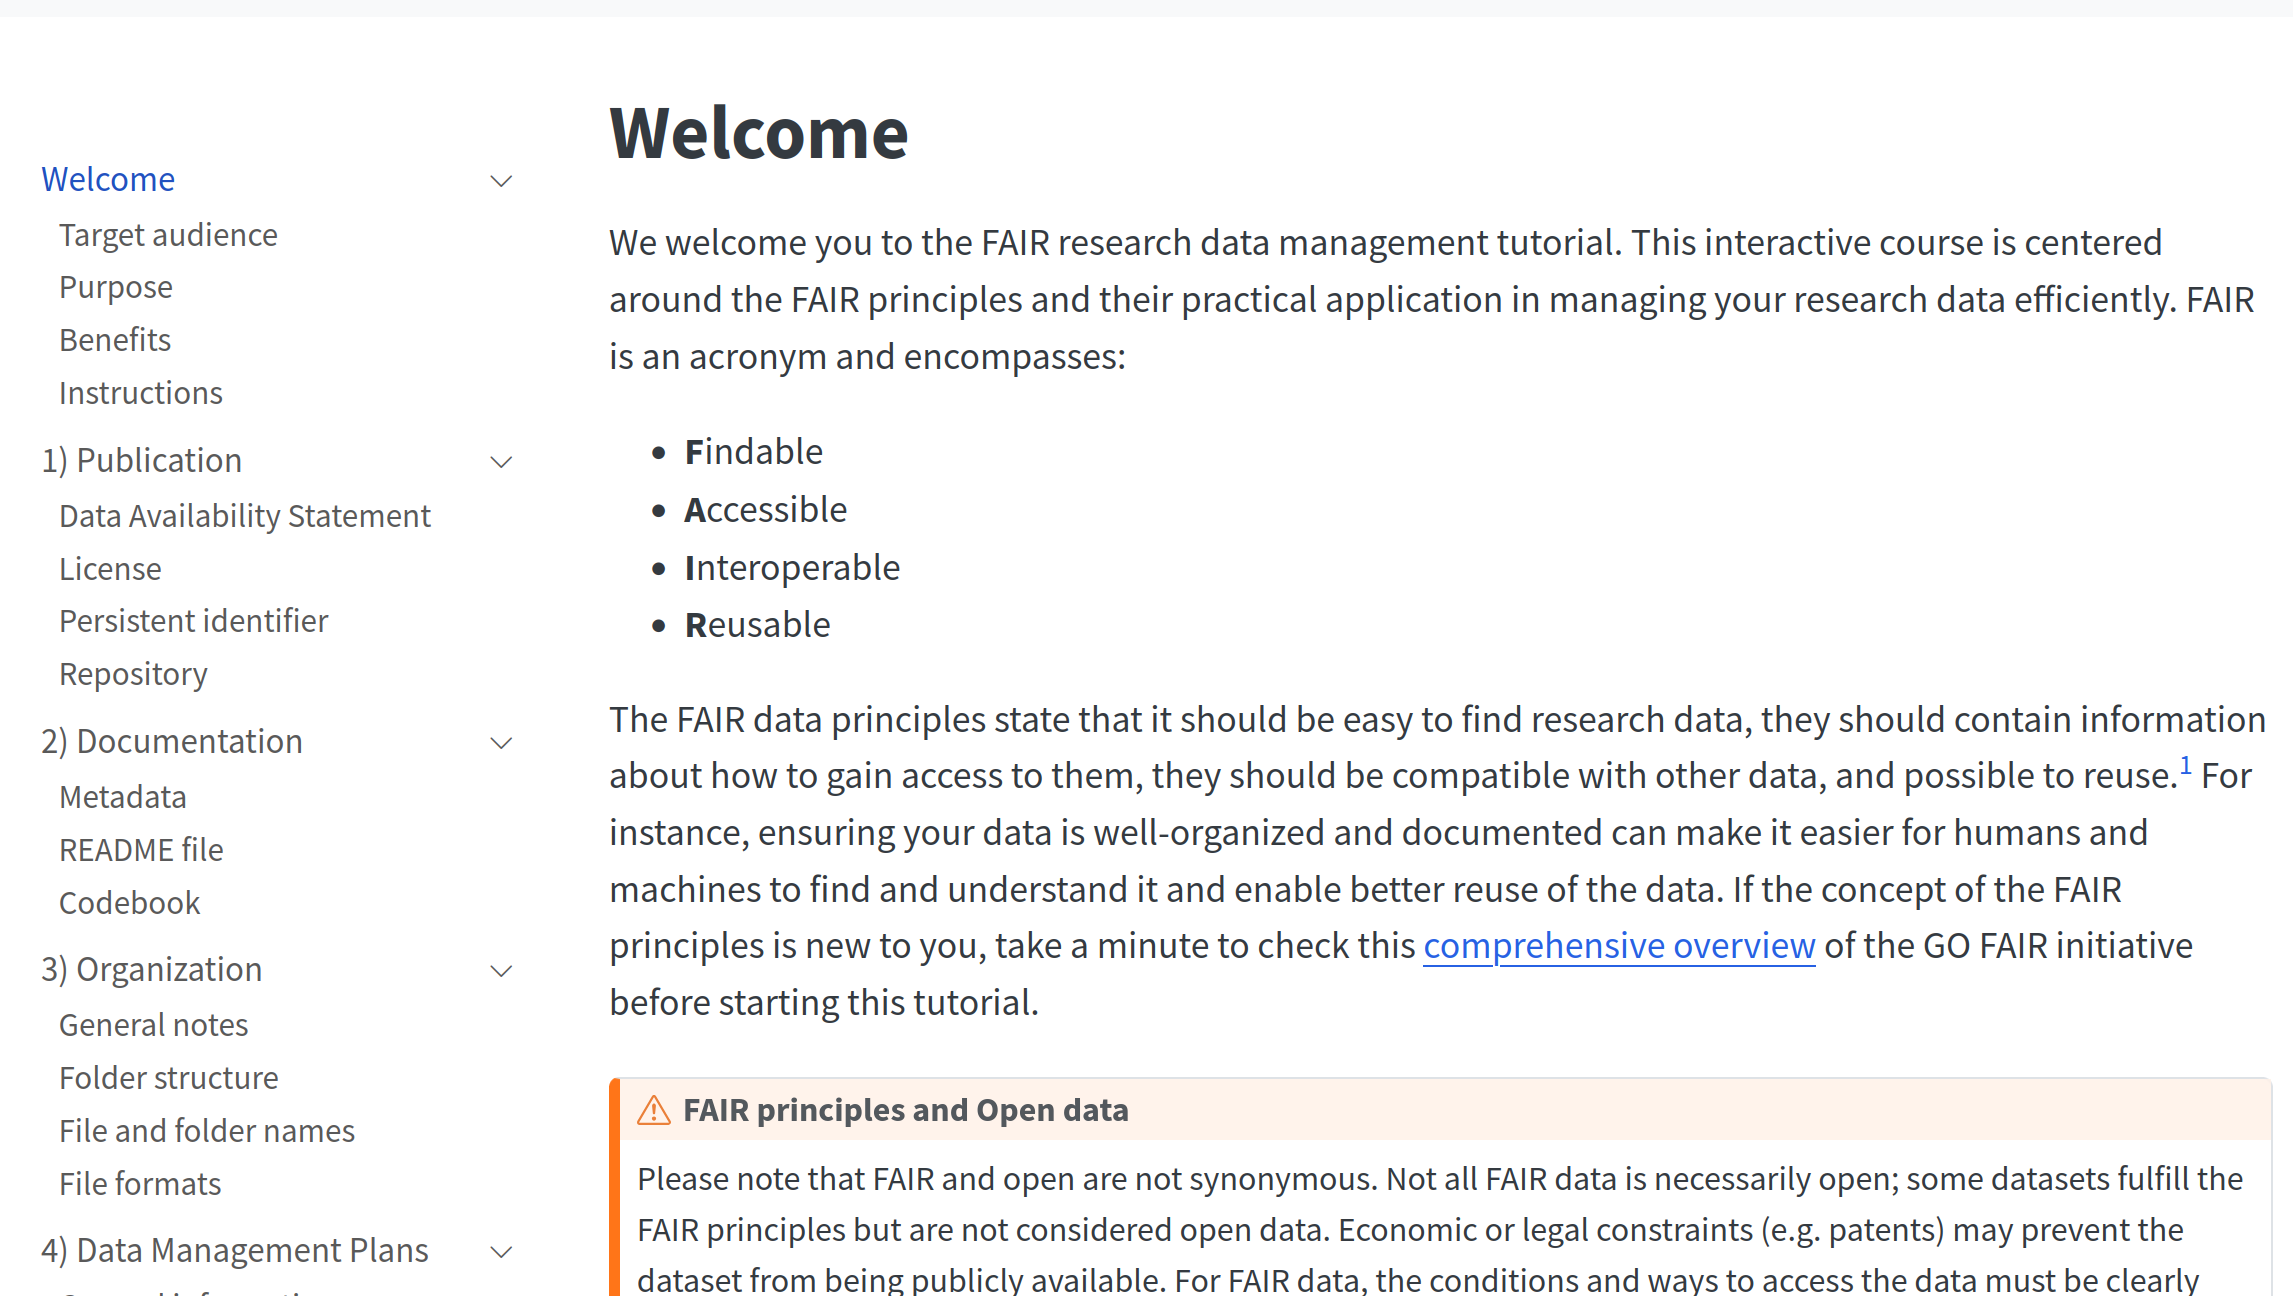 Welcome
Target audience
Purpose
Benefits
Instructions
1) Publication
Data Availability Statement
License
Persistent identifier
Repository
2) Documentation
Metadata
README file
Codebook
3) Organization
General notes
Folder structure
File and folder names
File formats
4) Data Management Plans
Welcome
We welcome you to the FAIR research data management tutorial. This interactive course is centered
around the FAIR principles and their practical application in managing your research data efficiently. FAIR
is an acronym and encompasses:
• Findable
• Accessible
• Interoperable
• Reusable
The FAIR data principles state that it should be easy to find research data, they should contain information
about how to gain access to them, they should be compatible with other data, and possible to reuse.1 For
instance, ensuring your data is well-organized and documented can make it easier for humans and
machines to find and understand it and enable better reuse of the data. If the concept of the FAIR
principles is new to you, take a minute to check this comprehensive overview of the GO FAIR initiative
before starting this tutorial.
FAIR principles and Open data
Please note that FAIR and open are not synonymous. Not all FAIR data is necessarily open; some datasets fulfill the
FAIR principles but are not considered open data. Economic or legal constraints (e.g. patents) may prevent the
dataset from being publicly available. For FAIR data, the conditions and ways to access the data must be clearly